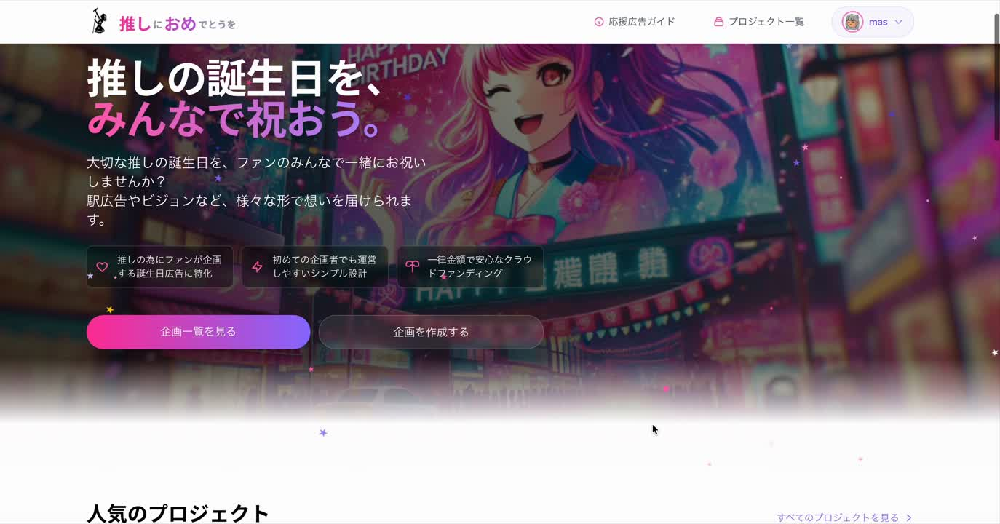 推しにおめでとうを
応援広告ガイド
プロジェクト一覧
mas
HAPPY
BIRTHDAY
推しの誕生日を、
みんなで祝おう。
大切な推しの誕生日を、ファンのみんなで一緒にお祝い
しませんか？
駅広告やビジョンなど、様々な形で想いを届けられま
す。
推しの為にファンが企画
する誕生日広告に特化
初めての企画者でも運営
しやすいシンプル設計
一律金額で安心なクラウ
ドファンディング
HAPPY
企画一覧を見る
企画を作成する
人気のプロジェクト
すべてのプロジェクトを見る